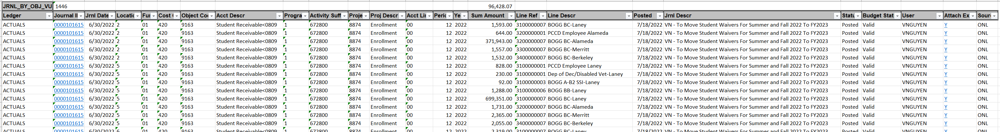 JRNL_BY_OBJ_VU 1446 96,428.07
Ledger Journal I Jrnl Date Locatic Fur Cost Object Co Acct Descr Progra Activity Suff Proje Proj Descr Acct Li Peric Ye Sum Amount Line Ref Line Descr Posted Jrnl Descr Statu Budget Stat User Attach Ex Sour
ACTUALS 0000101615 6/30/2022 2 01 420 9163 Student Receivable<0809 1 672800 8874 Enrollment 00 12 2022 1,593.00 3100000007 BOGG BC-Laney 7/18/2022 VN - To Move Student Waivers For Summer and Fall 2022 To FY2023 Posted Valid VNGUYEN Y ONL
ACTUALS 0000101615 6/30/2022 2 01 420 9163 Student Receivable<0809 1 672800 8874 Enrollment 00 12 2022 644.00 3200000001 PCCD Employee Alameda 7/18/2022 VN - To Move Student Waivers For Summer and Fall 2022 To FY2023 Posted Valid VNGUYEN Y ONL
ACTUALS 0000101615 6/30/2022 2 01 420 9163 Student Receivable<0809 1 672800 8874 Enrollment 00 12 2022 371,943.00 3200000007 BOGG BC-Alameda 7/18/2022 VN - To Move Student Waivers For Summer and Fall 2022 To FY2023 Posted Valid VNGUYEN Y ONL
ACTUALS 0000101615 6/30/2022 2 01 420 9163 Student Receivable<0809 1 672800 8874 Enrollment 00 12 2022 1,557.00 3300000007 BOGG BC-Merritt 7/18/2022 VN - To Move Student Waivers For Summer and Fall 2022 To FY2023 Posted Valid VNGUYEN Y ONL
ACTUALS 0000101615 6/30/2022 2 01 420 9163 Student Receivable<0809 1 672800 8874 Enrollment 00 12 2022 1,532.00 3400000007 BOGG BC-Berkeley 7/18/2022 VN - To Move Student Waivers For Summer and Fall 2022 To FY2023 Posted Valid VNGUYEN Y ONL
ACTUALS 0000101615 6/30/2022 5 01 420 9163 Student Receivable<0809 1 672800 8874 Enrollment 00 12 2022 828.00 3100000001 PCCD Employee Laney 7/18/2022 VN - To Move Student Waivers For Summer and Fall 2022 To FY2023 Posted Valid VNGUYEN Y ONL
ACTUALS 0000101615 6/30/2022 5 01 420 9163 Student Receivable<0809 1 672800 8874 Enrollment 00 12 2022 230.00 3100000001 Dep of Dec/Disabled Vet-Laney 7/18/2022 VN - To Move Student Waivers For Summer and Fall 2022 To FY2023 Posted Valid VNGUYEN Y ONL
ACTUALS 0000101615 6/30/2022 5 01 420 9163 Student Receivable<0809 1 672800 8874 Enrollment 00 12 2022 92.00 3100000003 BOGG A-B2 SSI-Laney 7/18/2022 VN - To Move Student Waivers For Summer and Fall 2022 To FY2023 Posted Valid VNGUYEN Y ONL
ACTUALS 0000101615 6/30/2022 5 01 420 9163 Student Receivable<0809 1 672800 8874 Enrollment 00 12 2022 1,288.00 3100000006 BOGG BB-Laney 7/18/2022 VN - To Move Student Waivers For Summer and Fall 2022 To FY2023 Posted Valid VNGUYEN Y ONL
ACTUALS 0000101615 6/30/2022 5 01 420 9163 Student Receivable<0809 1 672800 8874 Enrollment 00 12 2022 699,351.00 3100000007 BOGG BC-Laney 7/18/2022 VN - To Move Student Waivers For Summer and Fall 2022 To FY2023 Posted Valid VNGUYEN Y ONL
ACTUALS 0000101615 6/30/2022 5 01 420 9163 Student Receivable<0809 1 672800 8874 Enrollment 00 12 2022 1,731.00 3200000007 BOGG BC-Alameda 7/18/2022 VN - To Move Student Waivers For Summer and Fall 2022 To FY2023 Posted Valid VNGUYEN Y ONL
ACTUALS 0000101615 6/30/2022 5 01 420 9163 Student Receivable<0809 1 672800 8874 Enrollment 00 12 2022 2,365.00 3300000007 BOGG BC-Merritt 7/18/2022 VN - To Move Student Waivers For Summer and Fall 2022 To FY2023 Posted Valid VNGUYEN Y ONL
ACTUALS 0000101615 6/30/2022 5 01 420 9163 Student Receivable<0809 1 672800 8874 Enrollment 00 12 2022 2,055.00 3400000007 BOGG BC-Berkeley 7/18/2022 VN - To Move Student Waivers For Summer and Fall 2022 To FY2023 Posted Valid VNGUYEN Y ONL
ACTUALS 0000101615 6/30/2022 6 01 420 9163 Student Receivable<0809 1 672800 8874 Enrollment 00 12 2022 2,319.00 3100000007 BOGG BC-Laney 7/18/2022 VN - To Move Student Waivers For Summer and Fall 2022 To FY2023 Posted Valid VNGUYEN Y ONL